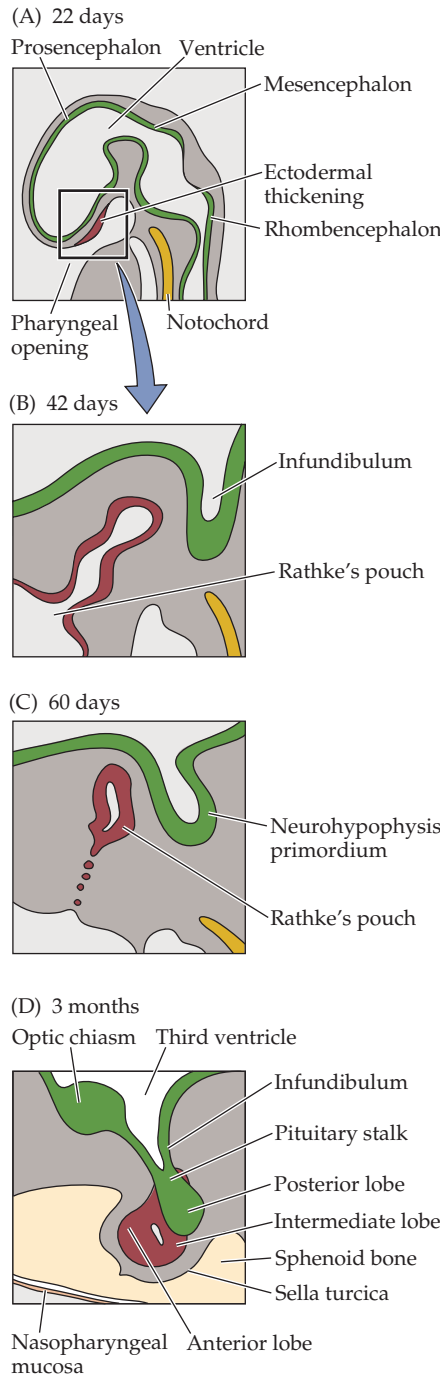 (A) 22 days
Prosencephalon
Ventricle
Mesencephalon
Ectodermal
thickening
Rhombencephalon
Pharyngeal
opening
Notochord
(B) 42 days
Infundibulum
Rathke’s pouch
(C) 60 days
Neurohypophysis
primordium
Rathke’s pouch
(D) 3 months
Optic chiasm
Third ventricle
Infundibulum
Pituitary stalk
Posterior lobe
Intermediate lobe
Sphenoid bone
Sella turcica
Nasopharyngeal
mucosa
Anterior lobe